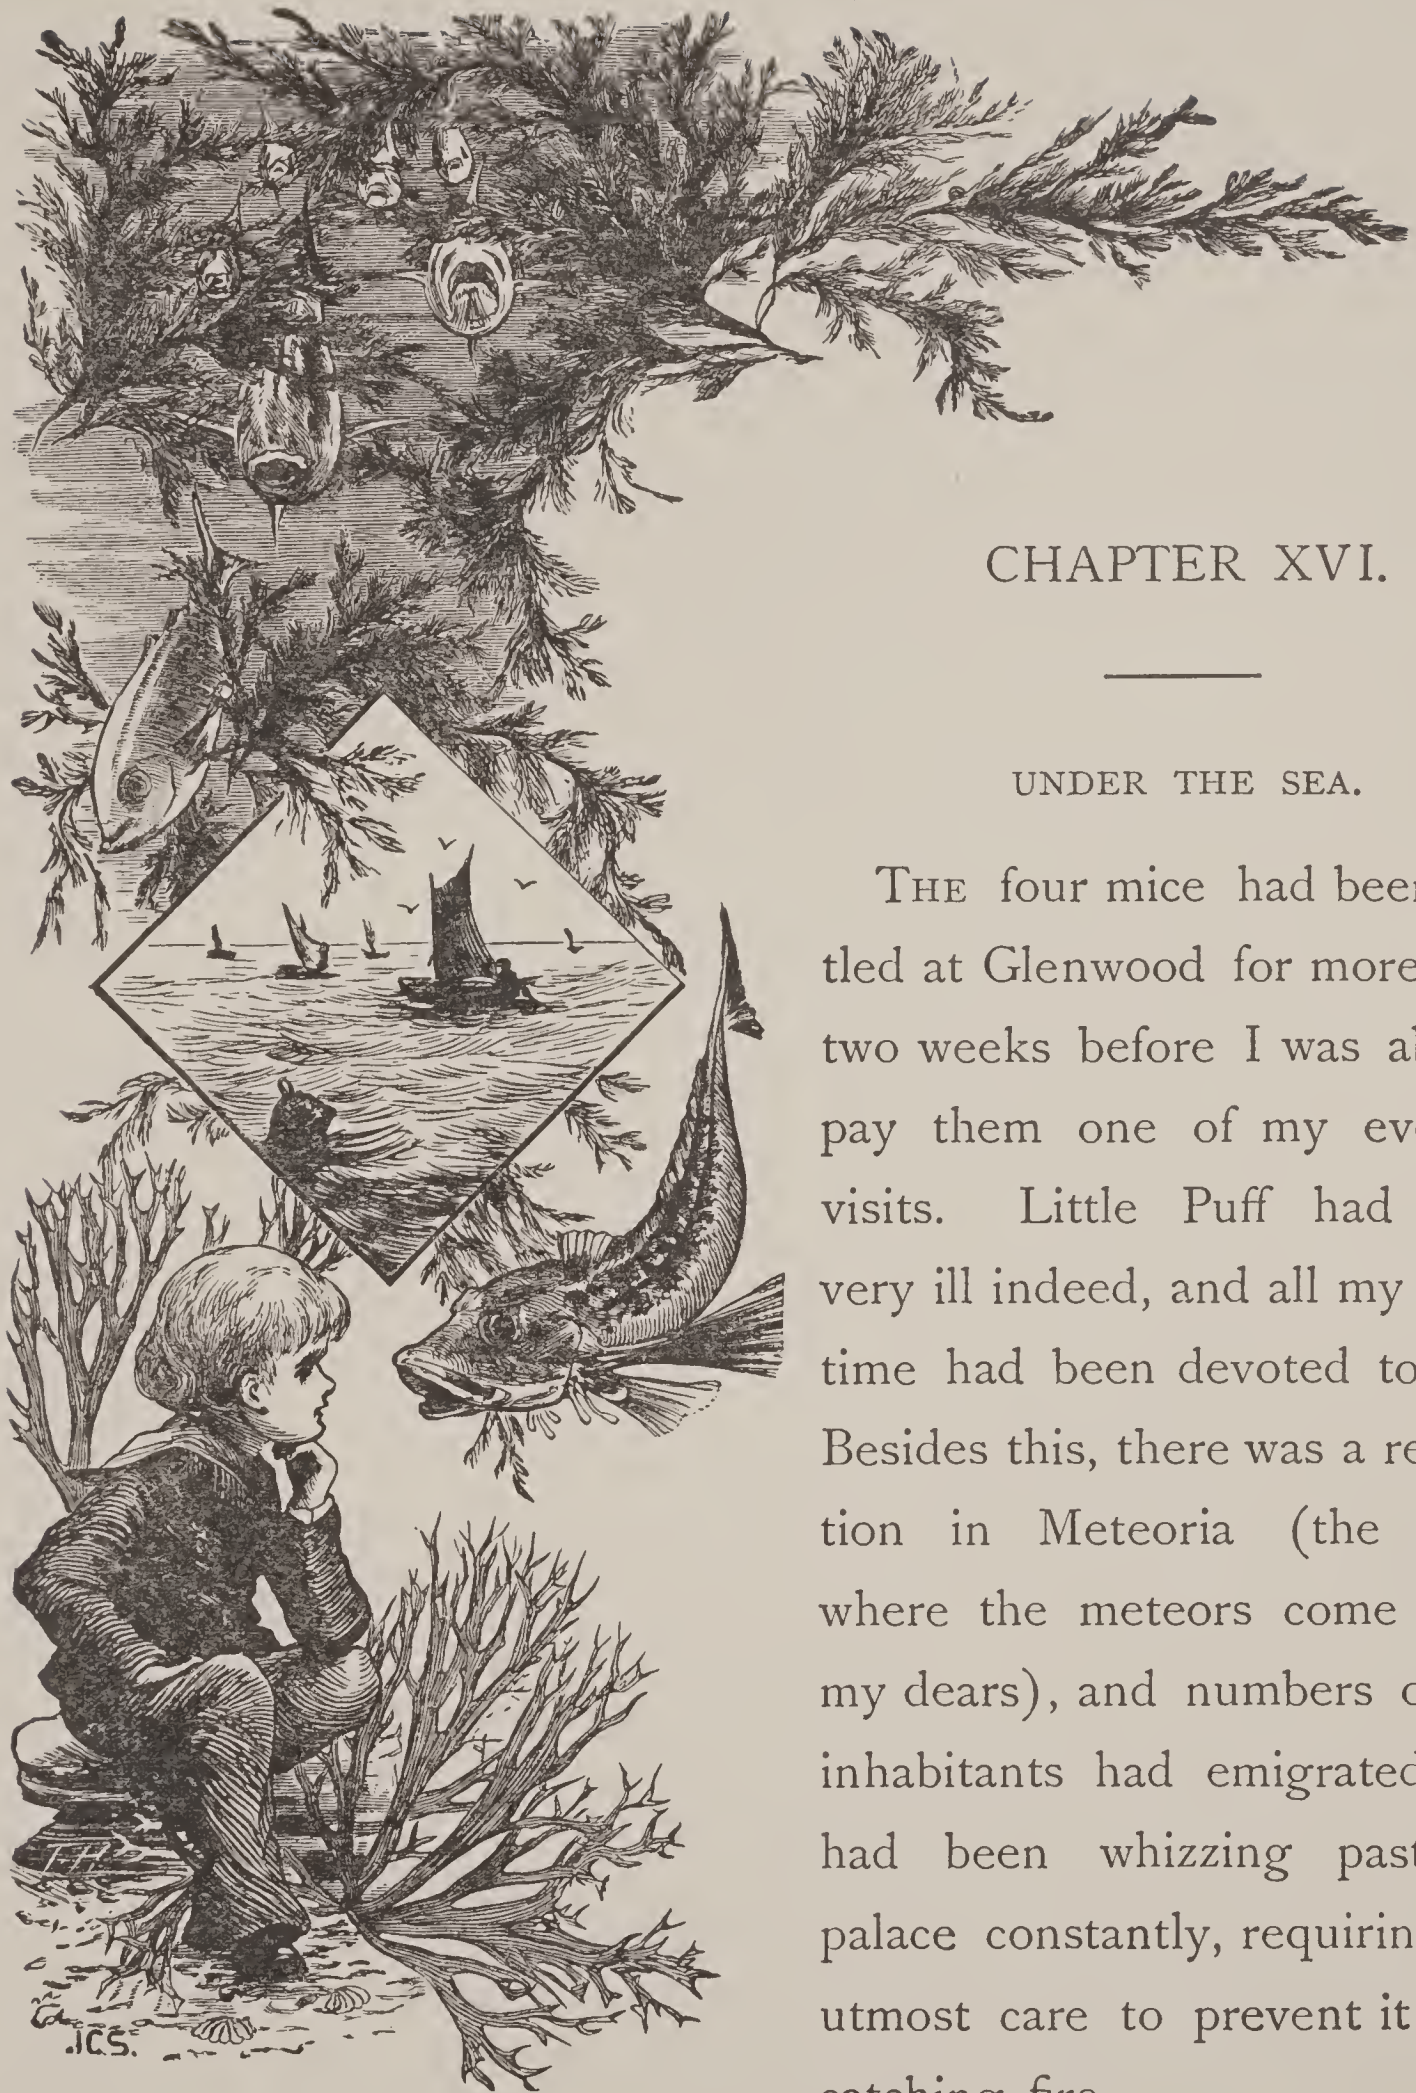 CHAPTER XVI.
UNDER THE SEA.
THE four mice had been
tled at Glenwood for more
two weeks before I was
pay them one of my
visits. Little Puff had
very ill indeed, and all my
time had been devoted to
Besides this, there was a
tion in Meteoria (the
where the meteors come
my dears), and numbers
inhabitants had emigrated
had been whizzing past
palace constantly, requirin
utmost care to prevent it
J.C.S.